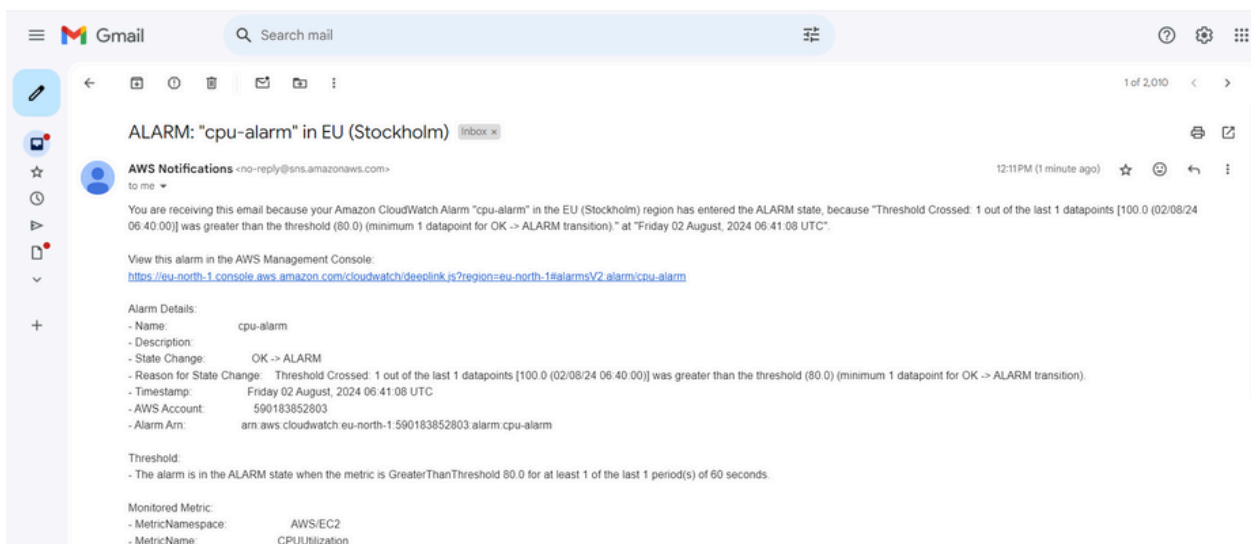 Gmail
Search mail
1 of 2,010
ALARM: "cpu-alarm" in EU (Stockholm)
Inbox ×
AWS Notifications <no-reply@sns.amazonaws.com>
12:11 PM (1 minute ago)
to me
You are receiving this email because your Amazon CloudWatch Alarm "cpu-alarm" in the EU (Stockholm) region has entered the ALARM state, because "Threshold Crossed: 1 out of the last 1 datapoints [100.0 (02/08/24
06:40:00)] was greater than the threshold (80.0) (minimum 1 datapoint for OK -> ALARM transition)." at "Friday 02 August, 2024 06:41:08 UTC".
View this alarm in the AWS Management Console:
https://eu-north-1.console.aws.amazon.com/cloudwatch/deeplink.js?region=eu-north-1#alarmsV2:alarm/cpu-alarm
Alarm Details:
- Name: cpu-alarm
- Description:
- State Change: OK -> ALARM
- Reason for State Change: Threshold Crossed: 1 out of the last 1 datapoints [100.0 (02/08/24 06:40:00)] was greater than the threshold (80.0) (minimum 1 datapoint for OK -> ALARM transition).
- Timestamp: Friday 02 August, 2024 06:41:08 UTC
- AWS Account: 590183852803
- Alarm Arn: arn:aws:cloudwatch:eu-north-1:590183852803:alarm:cpu-alarm
Threshold:
- The alarm is in the ALARM state when the metric is GreaterThanThreshold 80.0 for at least 1 of the last 1 period(s) of 60 seconds.
Monitored Metric:
- MetricNamespace: AWS/EC2
- MetricName: CPUUtilization